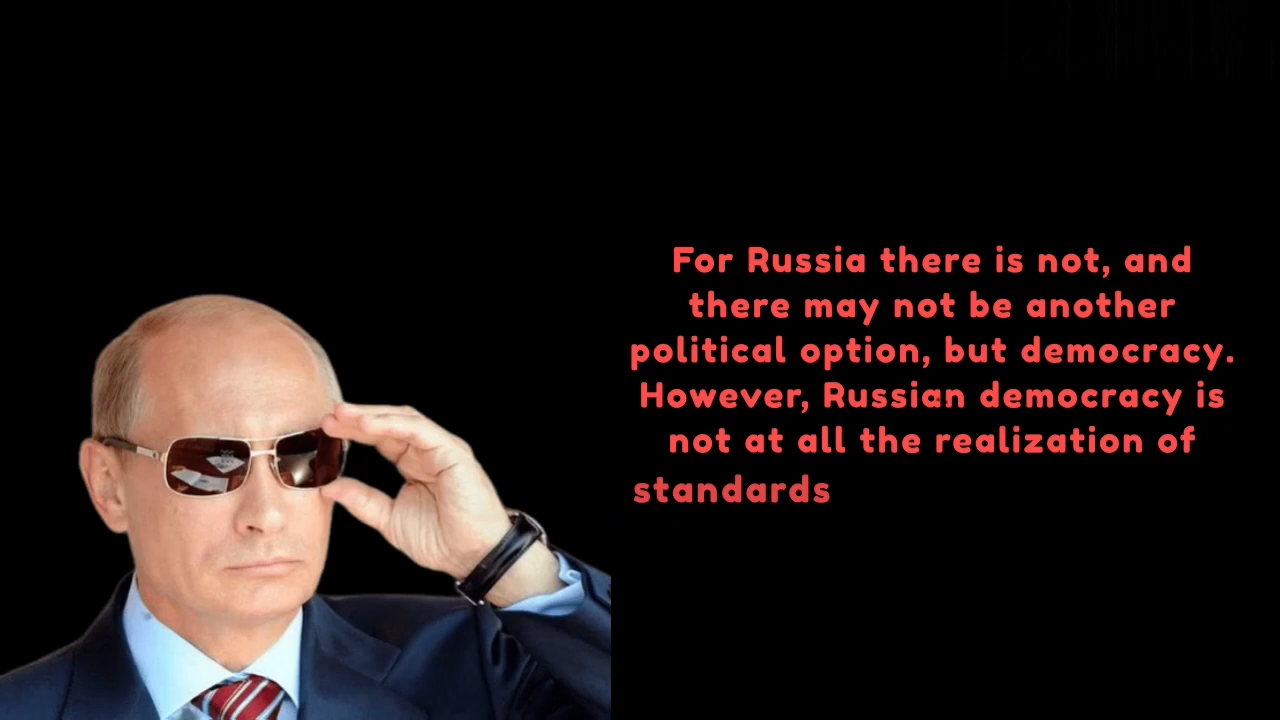 For Russia there is not, and
there may not be another
political option, but democracy.
However, Russian democracy is
not at all the realization of
standards